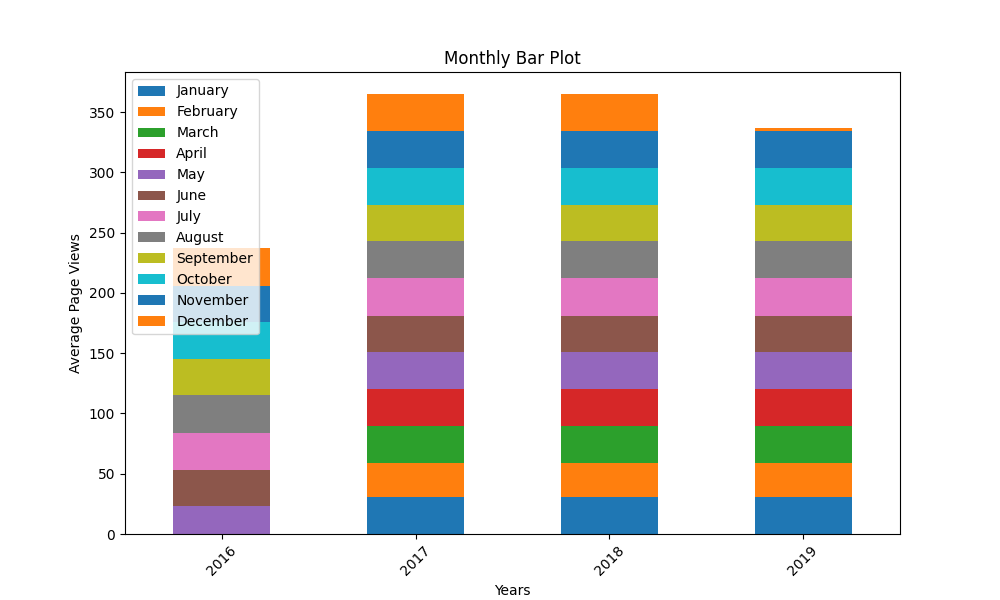 Monthly Bar Plot
Average Page Views
350
300
250
200
150
100
50
0
January
February
March
April
May
June
July
August
September
October
November
December
2016
2017
2018
2019
Years